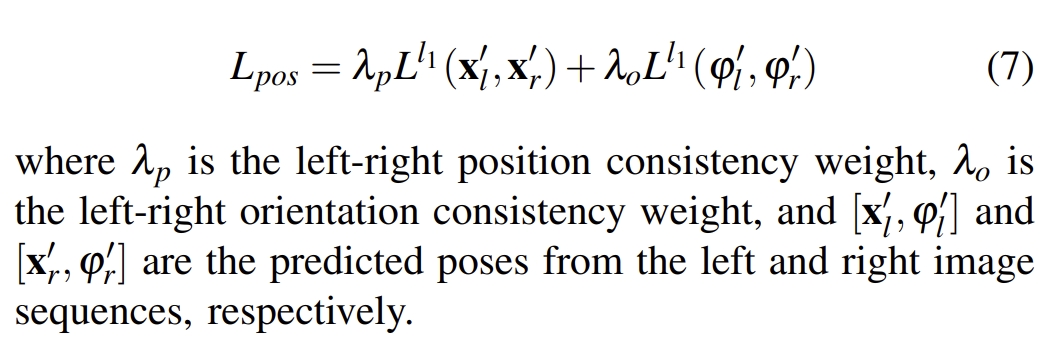 L_{pos} = λ_p L^{l_1}(𝐱′_l, 𝐱′_r) + λ_o L^{l_1}(φ′_l, φ′_r) (7)
where λ_p is the left-right position consistency weight, λ_o is
the left-right orientation consistency weight, and [𝐱′_l, φ′_l] and
[𝐱′_r, φ′_r] are the predicted poses from the left and right image
sequences, respectively.